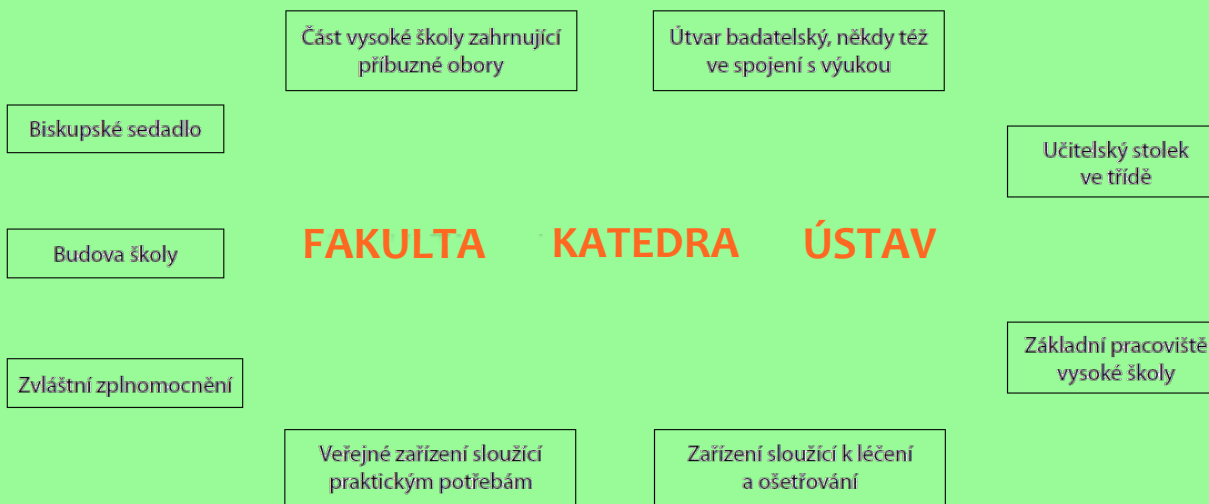 Část vysoké školy zahrnující
příbuzné obory
Útvar badatelský, někdy též
ve spojení s výukou
Biskupské sedadlo
Učitelský stolek
ve třídě
Budova školy
FAKULTA KATEDRA ÚSTAV
Základní pracoviště
vysoké školy
Zvláštní zplnomocnění
Veřejné zařízení sloužící
praktickým potřebám
Zařízení sloužící k léčení
a ošetřování